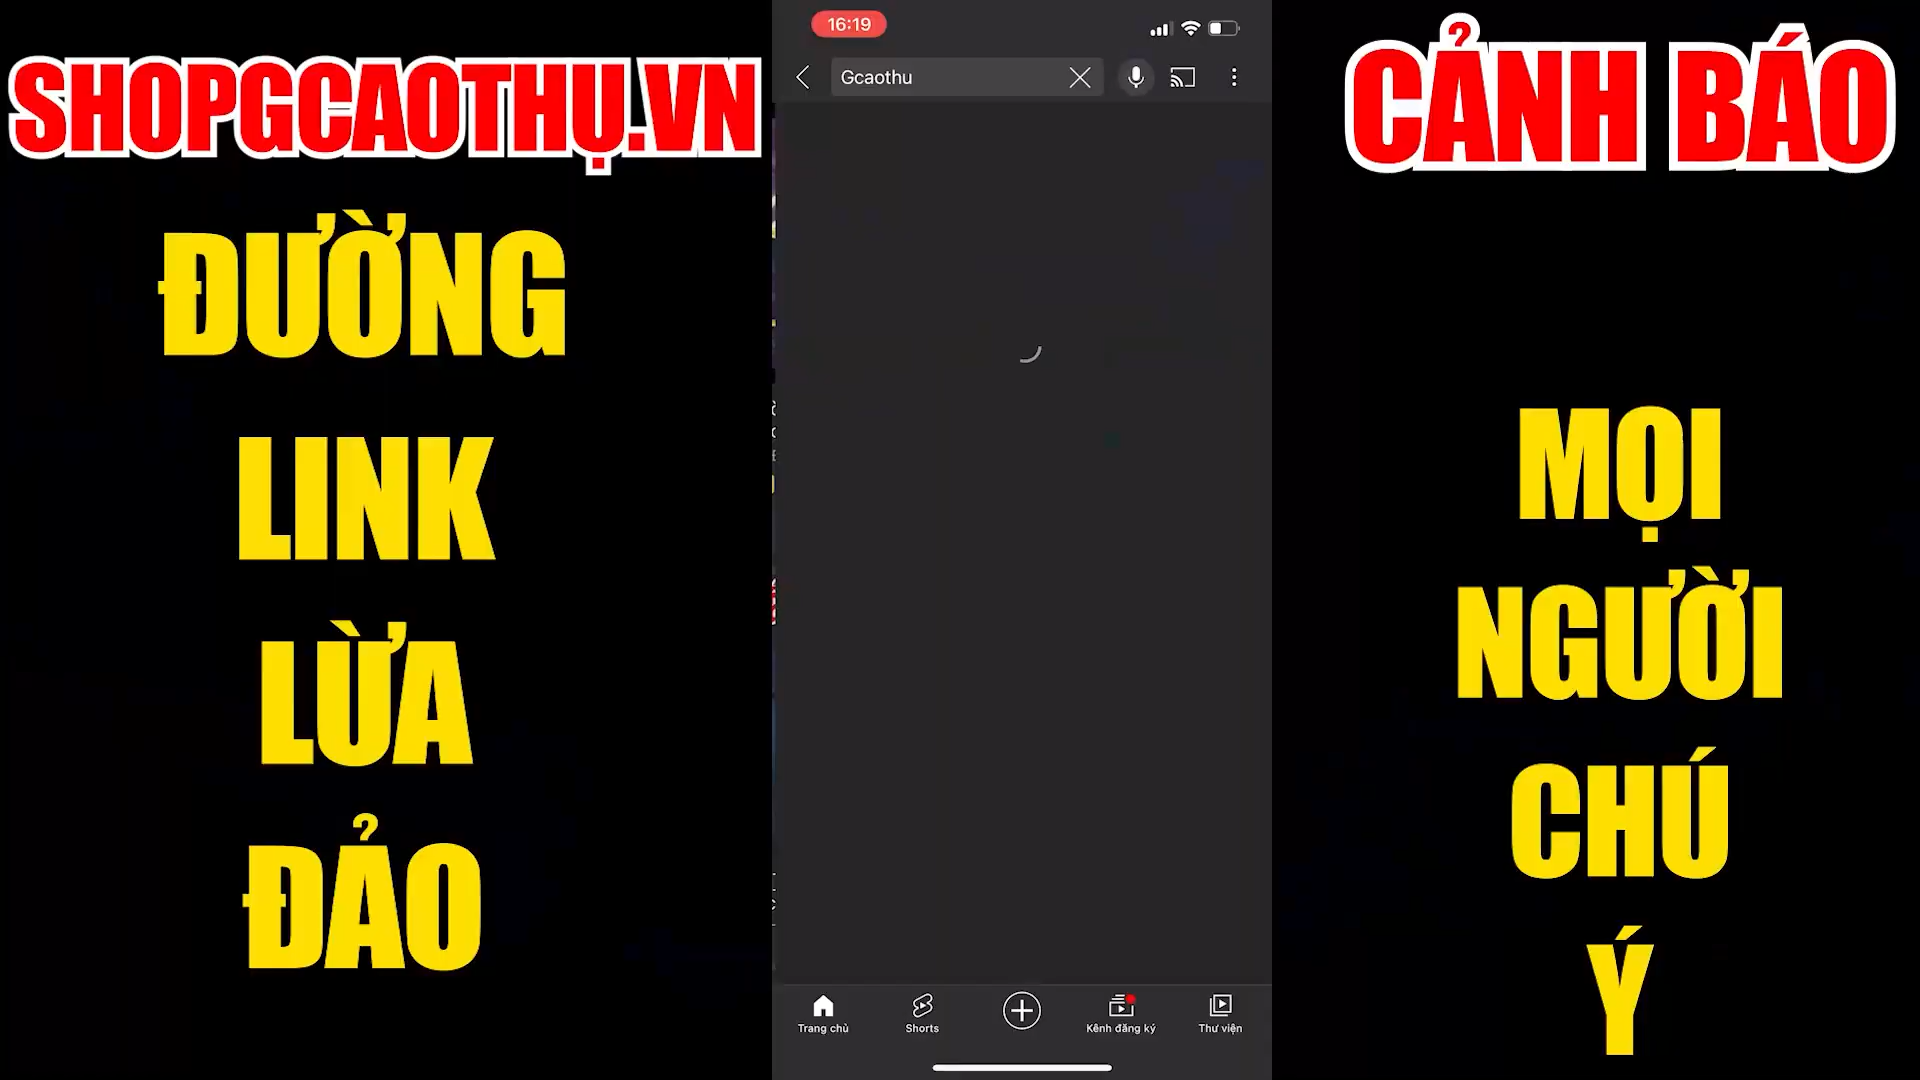 SHOPGCAOTHỤ.VN
ĐƯỜNG
LINK
LỪA
ĐẢO
16:19
Gcaothu
Trang chủ
Shorts
Kênh đăng ký
Thư viện
CẢNH BÁO
MỌI
NGƯỜI
CHÚ
Ý